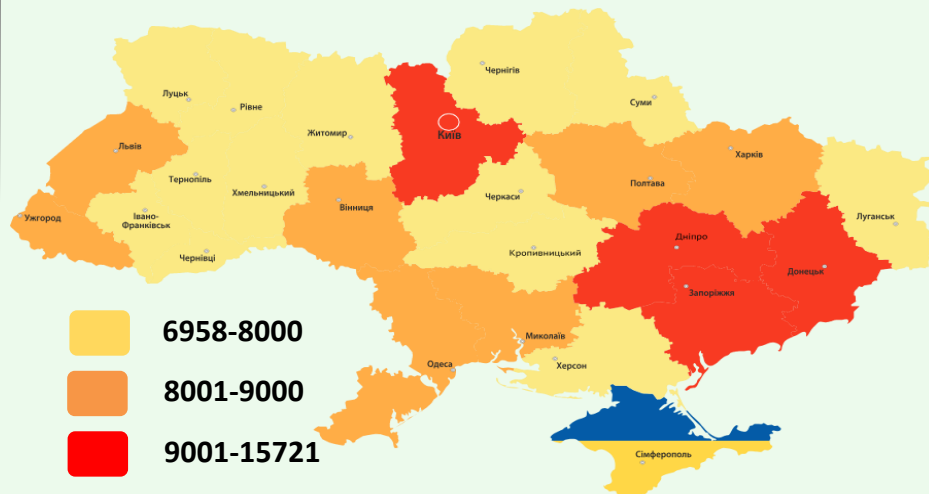 Чернігів
Луцьк
Рівне
Суми
Житомир
Київ
Львів
Харків
Тернопіль
Хмельницький
Черкаси
Полтава
Вінниця
Ужгород
Івано-
Франківськ
Луганськ
Дніпро
Чернівці
Кропивницький
Донецьк
Запоріжжя
6958-8000
Миколаїв
Одеса
Херсон
8001-9000
9001-15721
Сімферополь